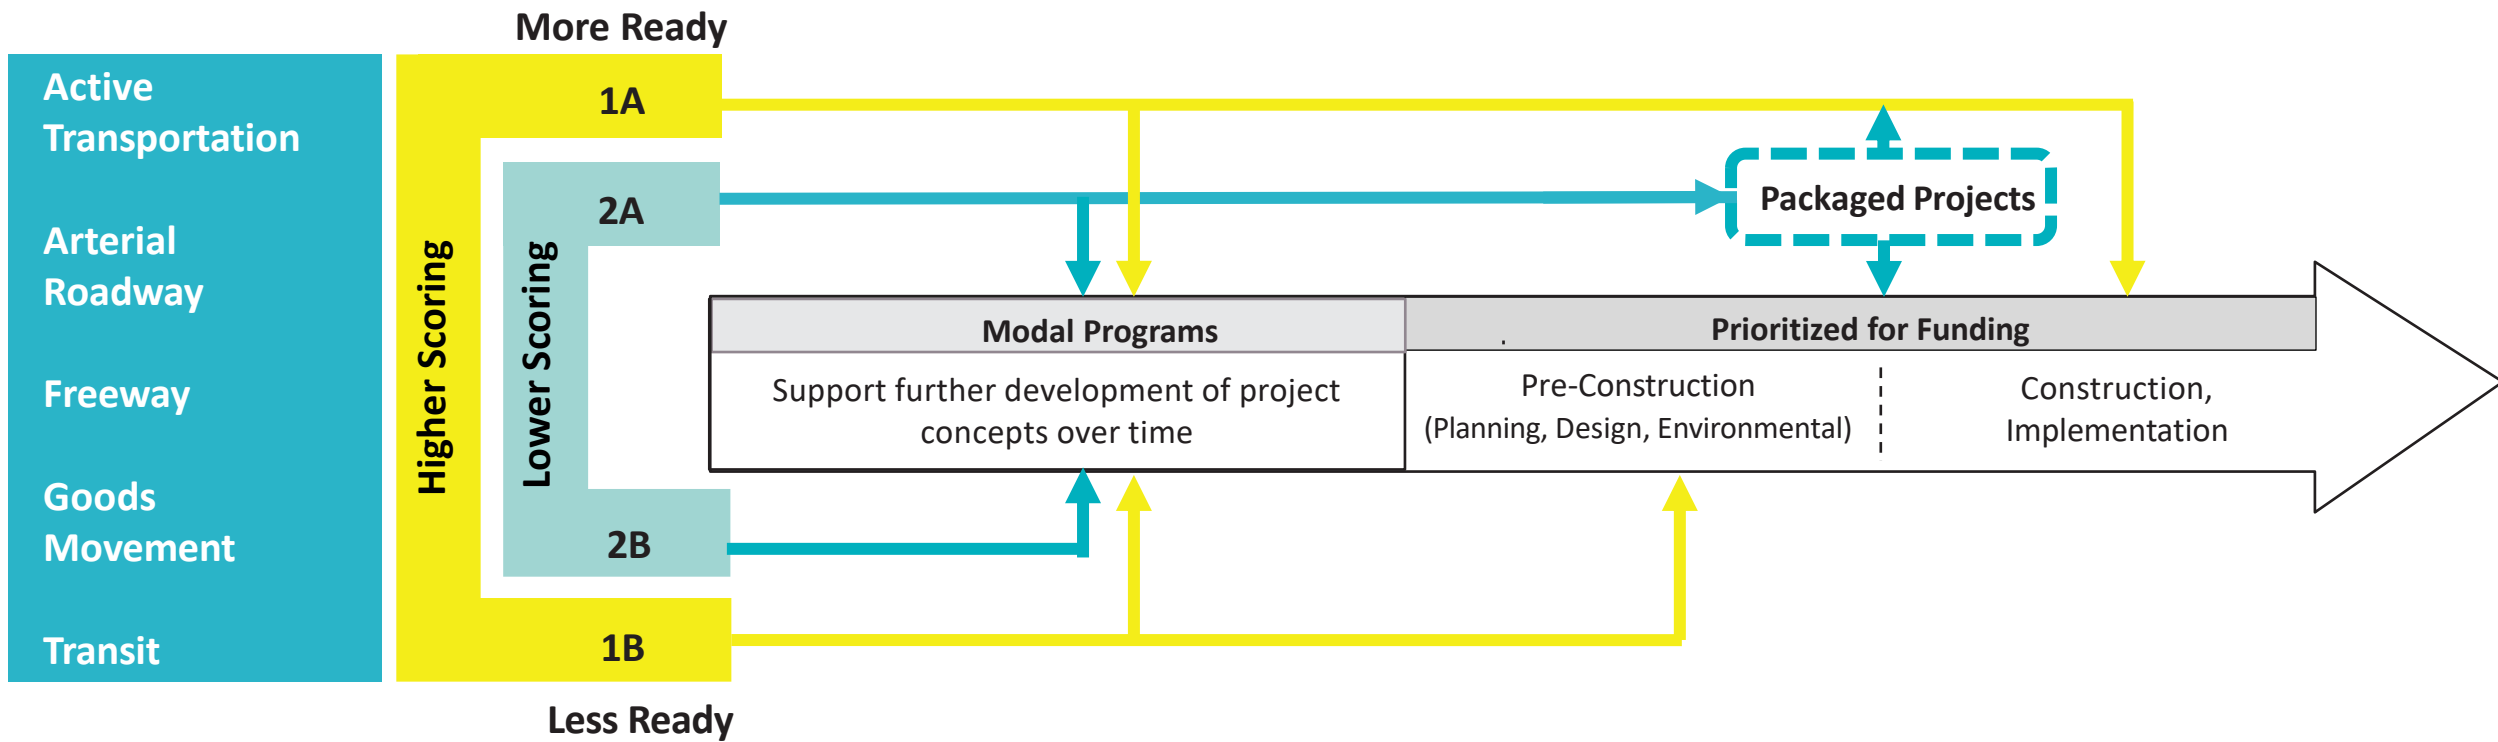 More Ready
Active
Transportation
Arterial
Roadway
Freeway
Goods
Movement
Transit
Higher Scoring
Lower Scoring
1A
2A
2B
1B
Less Ready
Packaged Projects
Modal Programs
Support further development of project
concepts over time
Prioritized for Funding
.
Pre-Construction
(Planning, Design, Environmental)
Construction,
Implementation